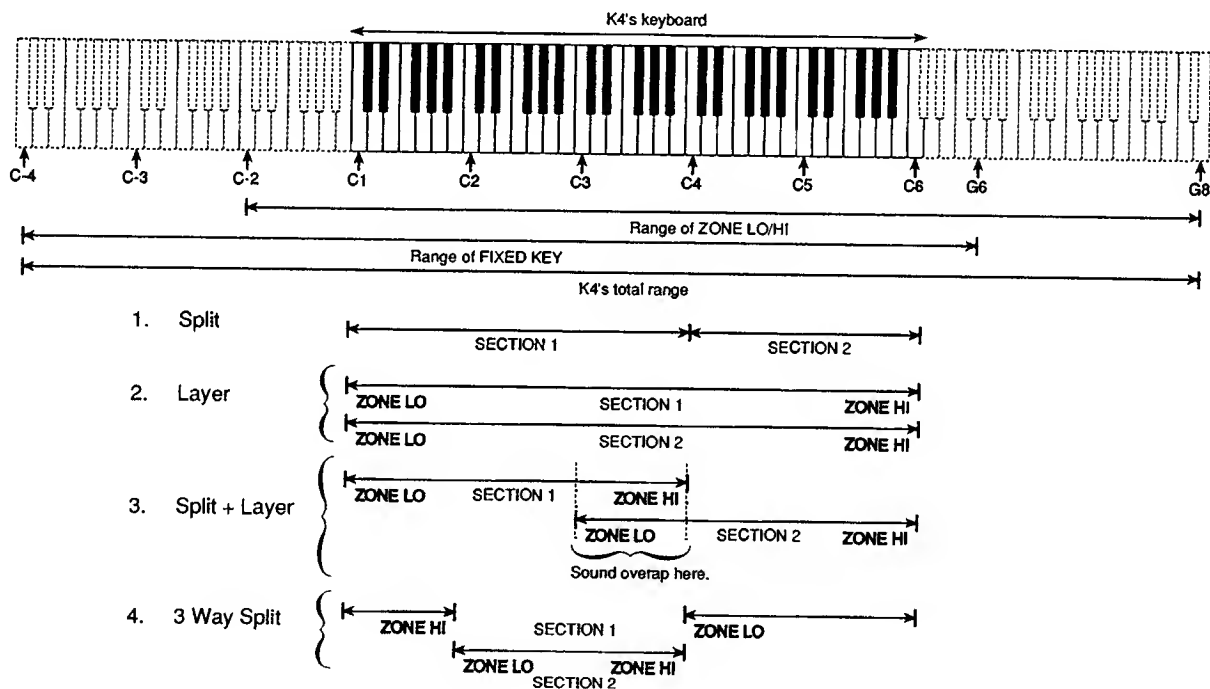 K4's keyboard
C-4 C-3 C-2 C1 C2 C3 C4 C5 C6 G6 G8
Range of ZONE LO/HI
Range of FIXED KEY
K4's total range
1. Split
SECTION 1 SECTION 2
2. Layer
ZONE LO SECTION 1 ZONE HI
ZONE LO SECTION 2 ZONE HI
3. Split + Layer
ZONE LO SECTION 1 ZONE HI
ZONE LO SECTION 2 ZONE HI
Sound overap here.
4. 3 Way Split
ZONE HI SECTION 1 ZONE LO
ZONE LO ZONE HI
SECTION 2